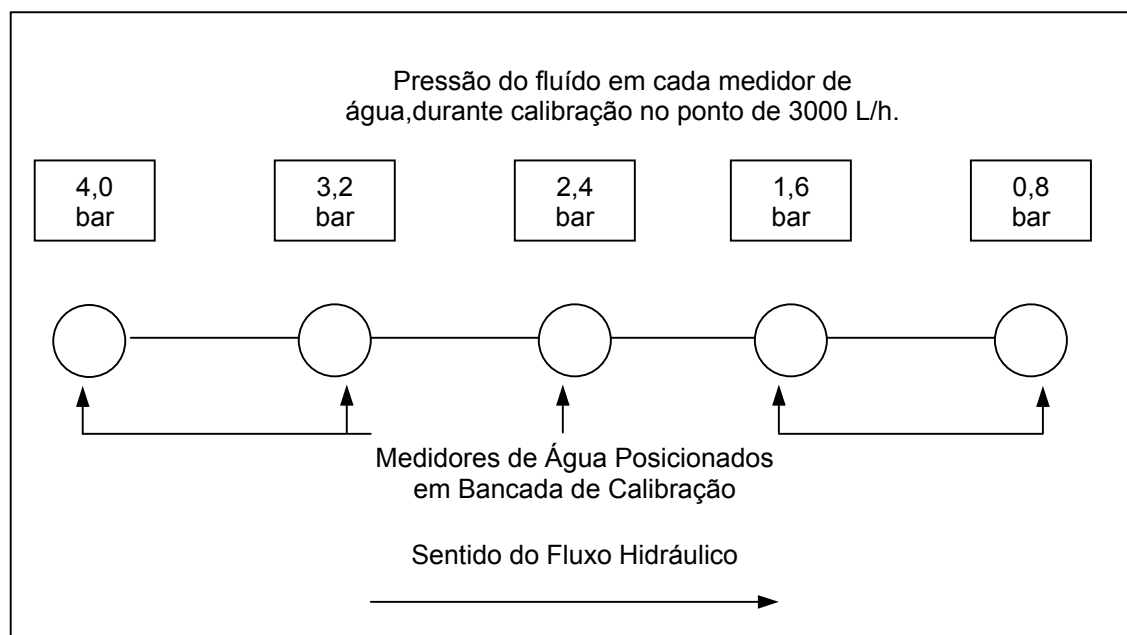 Pressão do fluído em cada medidor de
água,durante calibração no ponto de 3000 L/h.
4,0
bar
3,2
bar
2,4
bar
1,6
bar
0,8
bar
Medidores de Água Posicionados
em Bancada de Calibração
Sentido do Fluxo Hidráulico